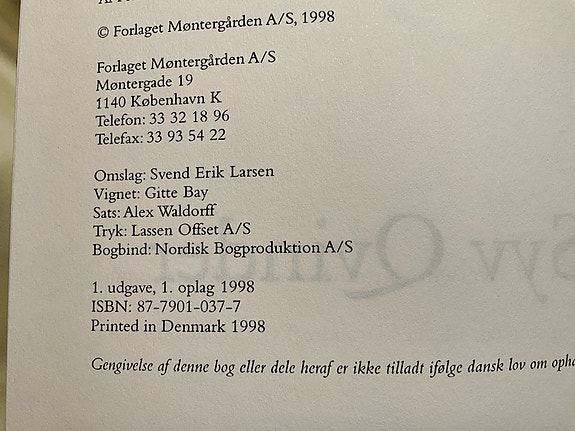 © Forlaget Møntergården A/S, 1998
Forlaget Møntergården A/S
Møntergade 19
1140 København K
Telefon: 33 32 18 96
Telefax: 33 93 54 22
Omslag: Svend Erik Larsen
Vignet: Gitte Bay
Sats: Alex Waldorff
Tryk: Lassen Offset A/S
Bogbind: Nordisk Bogproduktion A/S
1. udgave, 1. oplag 1998
ISBN: 87-7901-037-7
Printed in Denmark 1998
Gengivelse af denne bog eller dele heraf er ikke tilladt ifølge dansk lov om opho